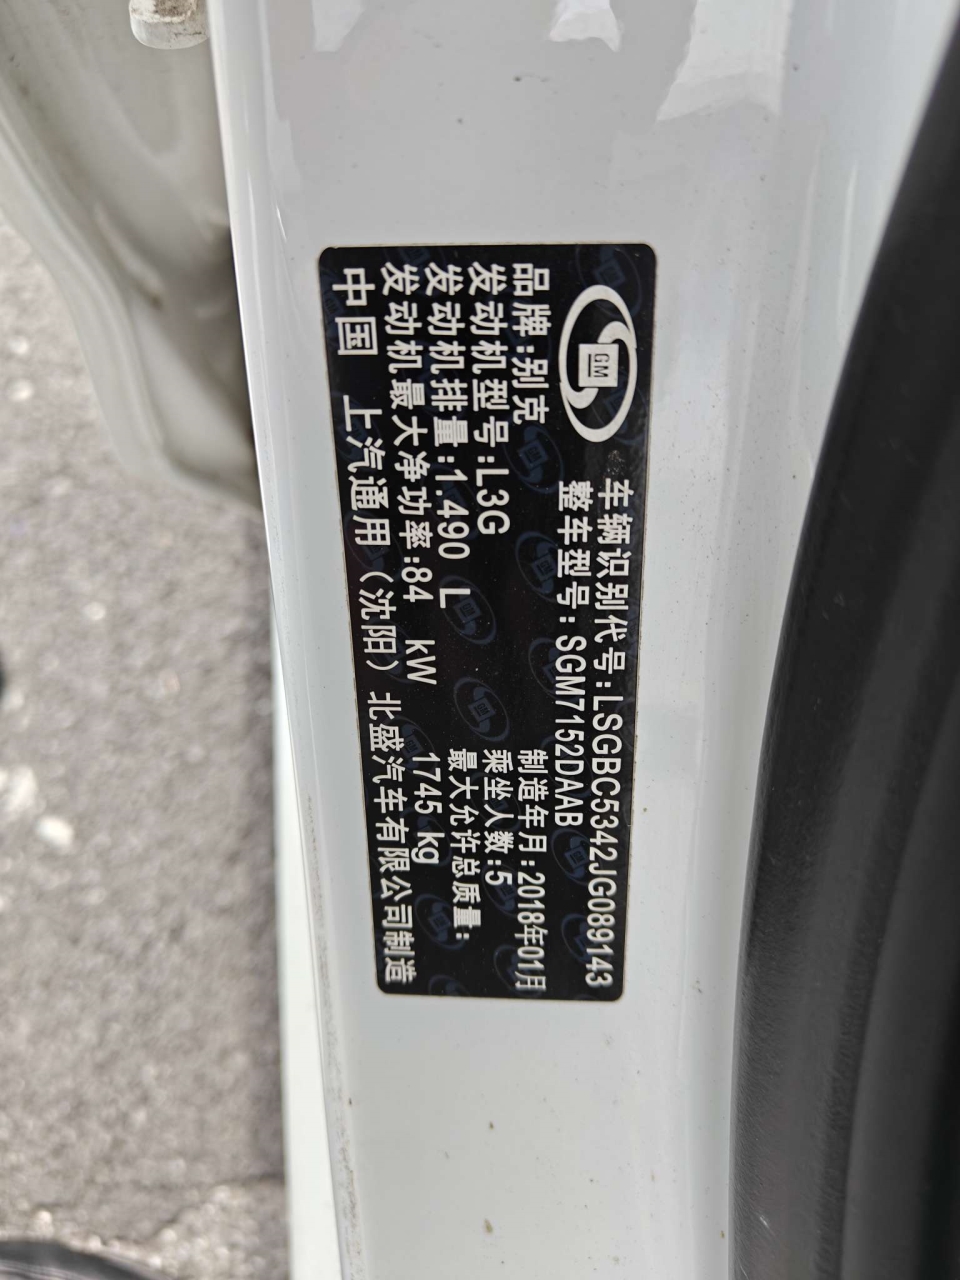 GM
车辆识别代号:LSGBC5342JG089143
整车型号:SGM7152DAAB
品牌:别克
制造年月:2018年01月
发动机型号:L3G
乘坐人数:5
发动机排量:1.490 L
最大允许总质量:
发动机最大净功率:84 kW
1745 kg
中国 上汽通用（沈阳）北盛汽车有限公司制造